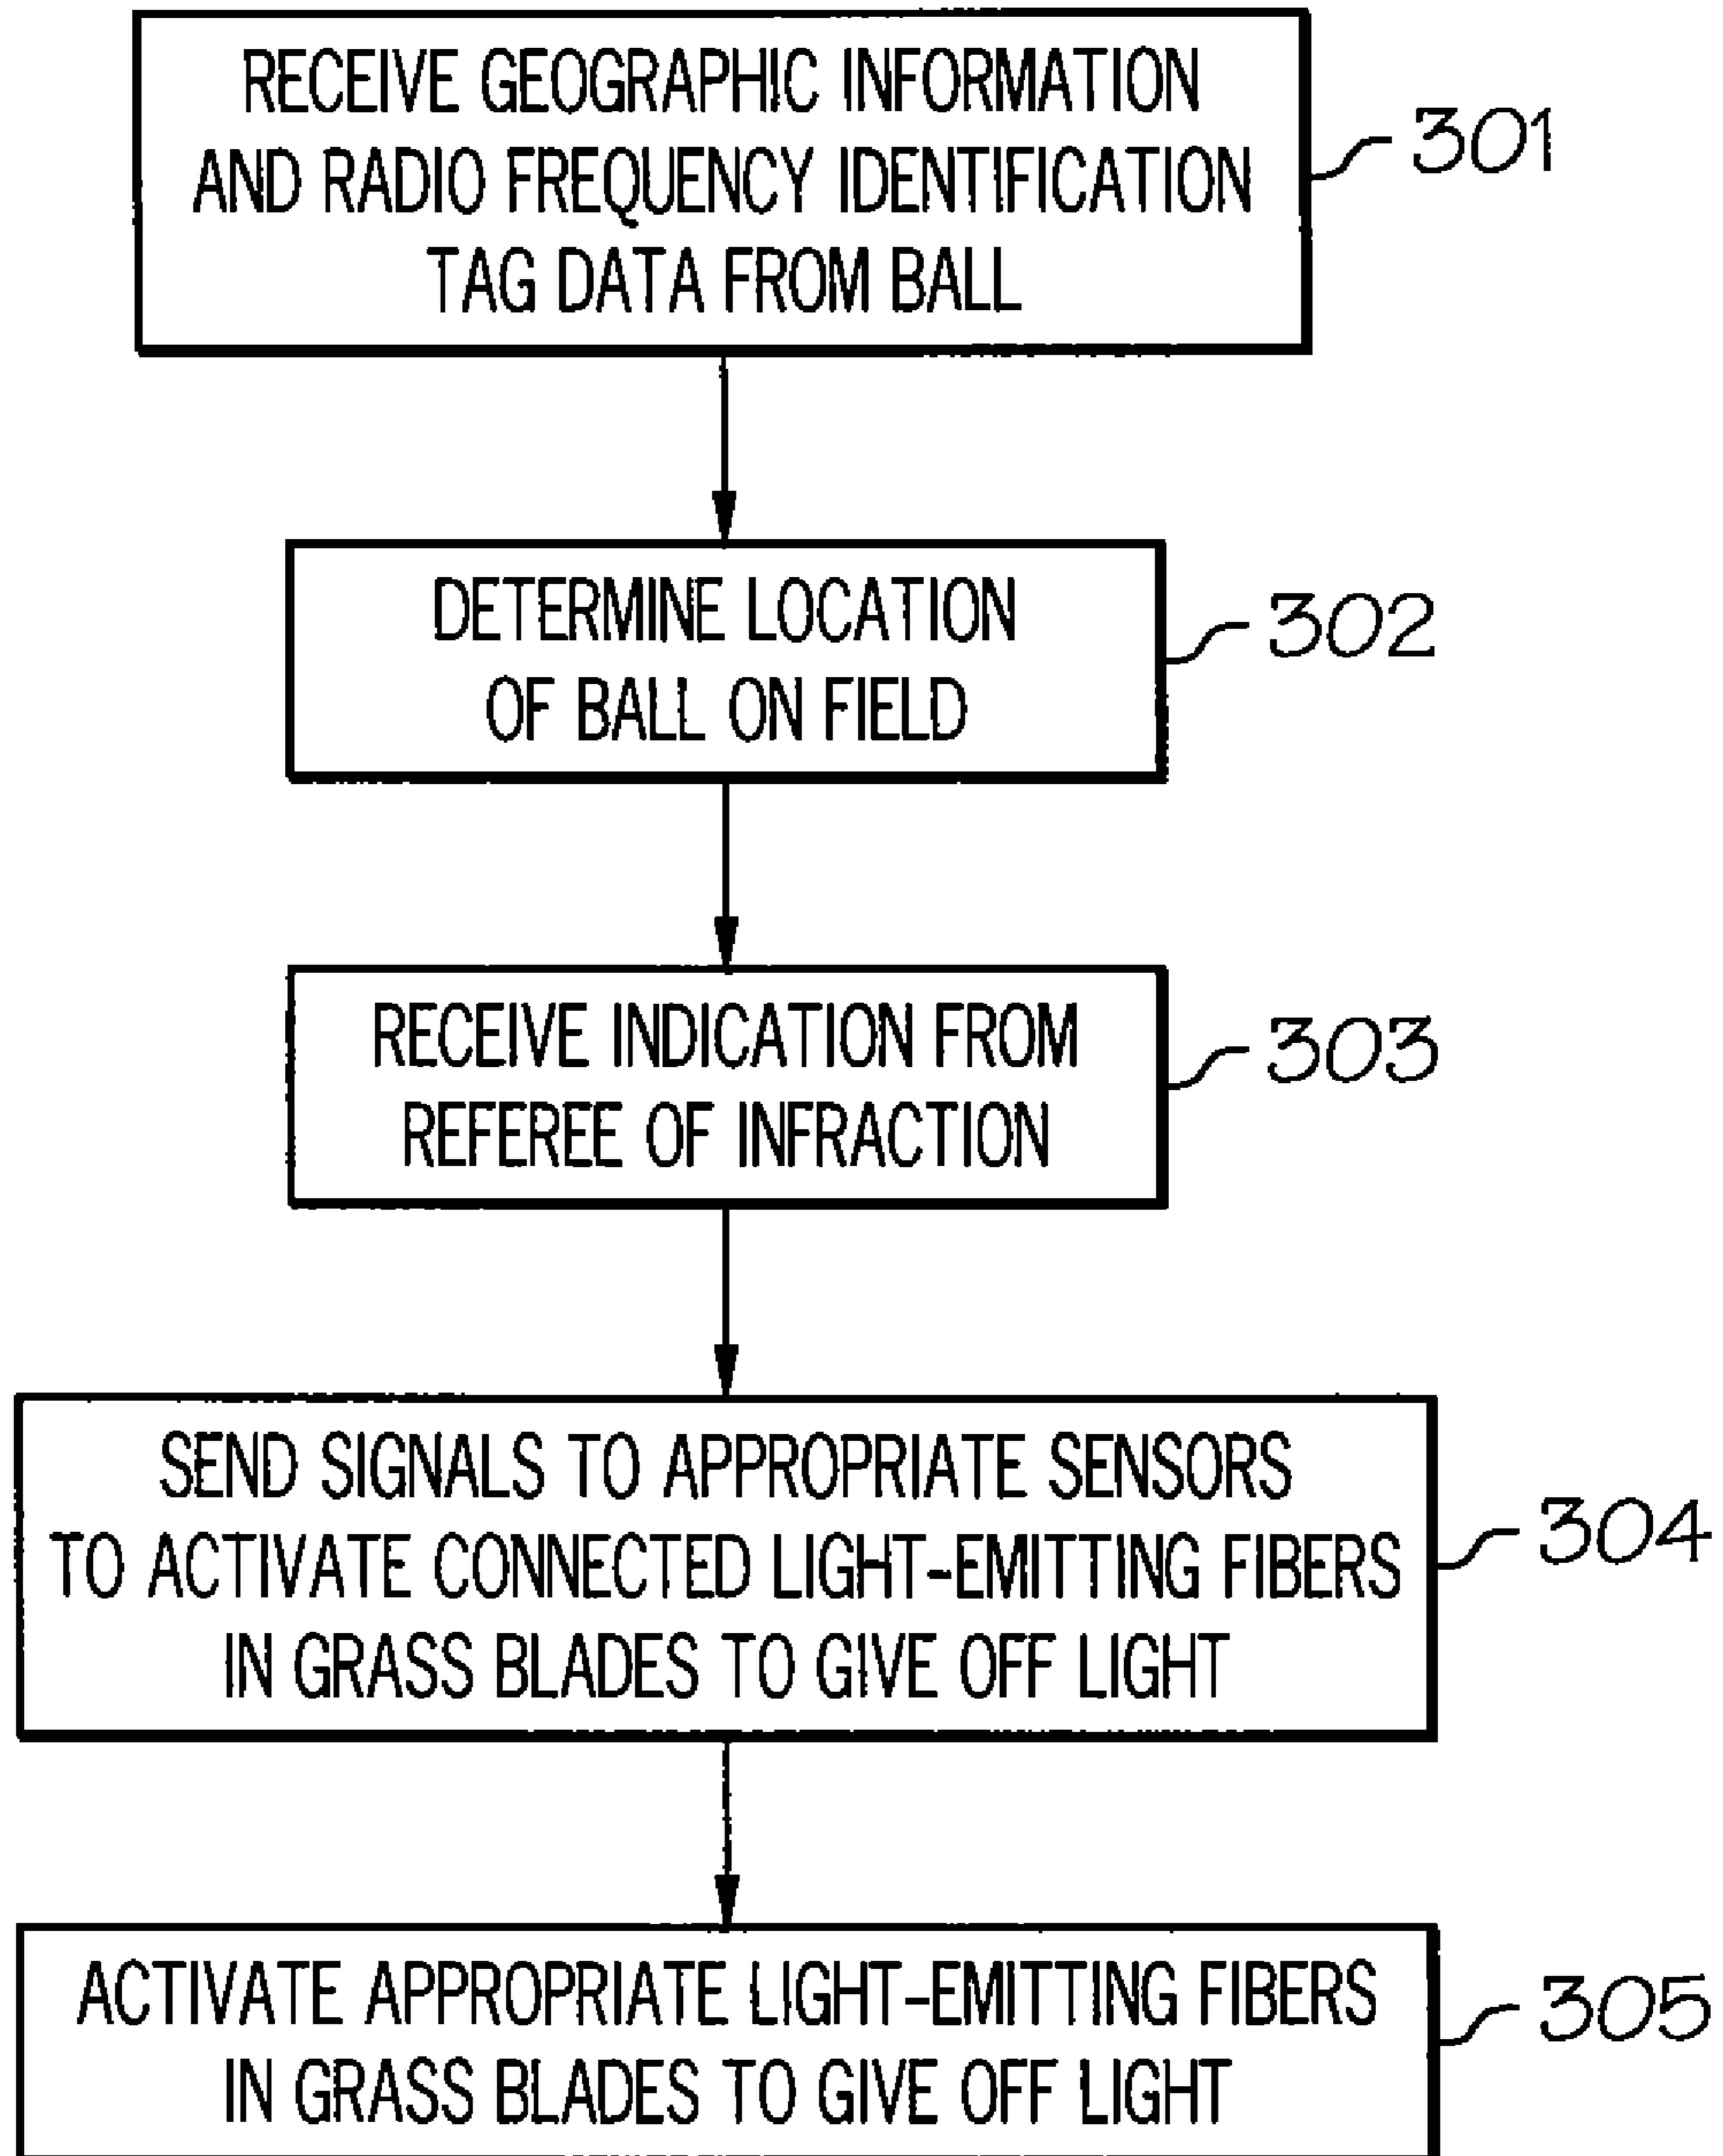 RECEIVE GEOGRAPHIC INFORMATION
AND RADIO FREQUENCY IDENTIFICATION
TAG DATA FROM BALL
301
DETERMINE LOCATION
OF BALL ON FIELD
302
RECEIVE INDICATION FROM
REFEREE OF INFRACTION
303
SEND SIGNALS TO APPROPRIATE SENSORS
TO ACTIVATE CONNECTED LIGHT-EMITTING FIBERS
IN GRASS BLADES TO GIVE OFF LIGHT
304
ACTIVATE APPROPRIATE LIGHT-EMITTING FIBERS
IN GRASS BLADES TO GIVE OFF LIGHT
305